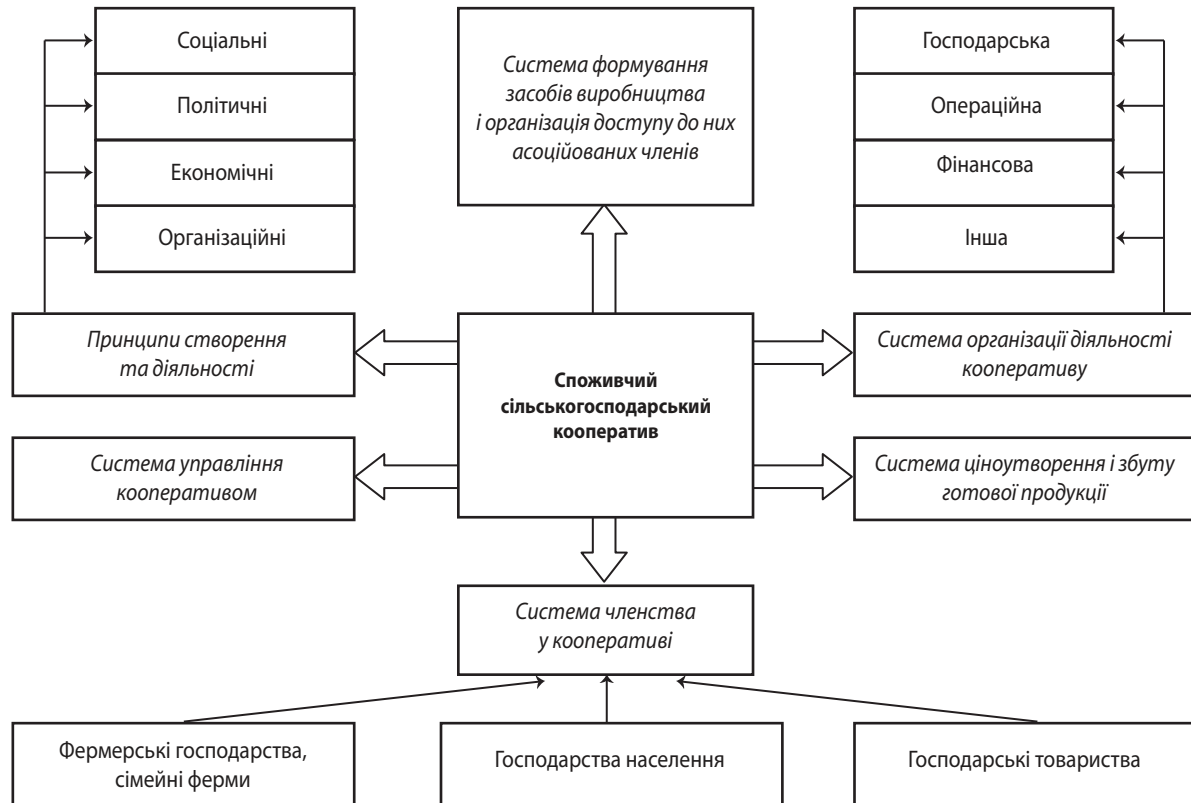 Соціальні
Політичні
Економічні
Організаційні
Система формування
засобів виробництва
і організація доступу до них
асоційованих членів
Господарська
Операційна
Фінансова
Інша
Принципи створення
та діяльності
Споживчий
сільськогосподарський
кооператив
Система організації діяльності
кооперативу
Система управління
кооперативом
Система ціноутворення і збуту
готової продукції
Система членства
у кооперативі
Фермерські господарства,
сімейні ферми
Господарства населення
Господарські товариства